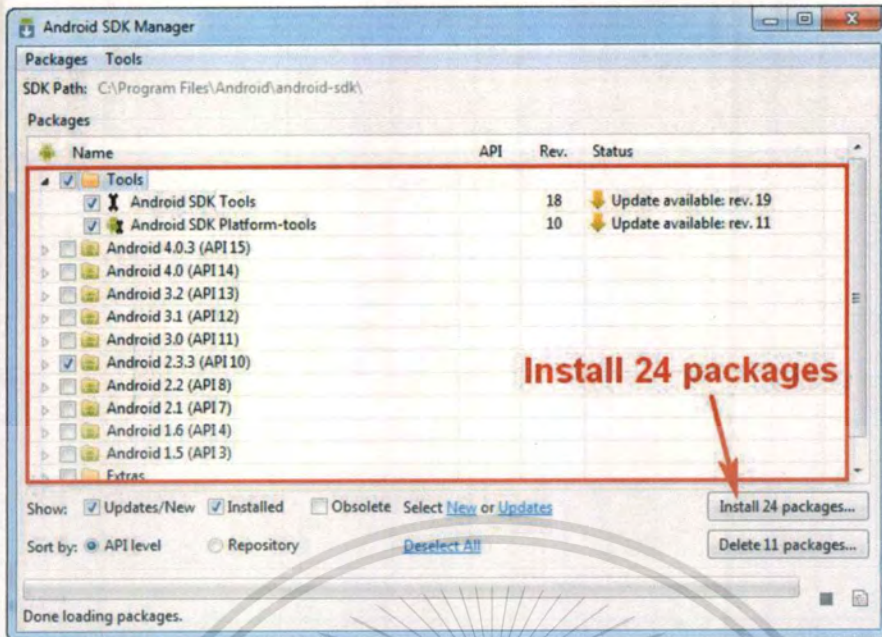 Android SDK Manager
Packages Tools
SDK Path: C:\Program Files\Android\android-sdk\
Packages
Name API Rev. Status
Tools
Android SDK Tools 18 Update available: rev. 19
Android SDK Platform-tools 10 Update available: rev. 11
Android 4.0.3 (API 15)
Android 4.0 (API 14)
Android 3.2 (API 13)
Android 3.1 (API 12)
Android 3.0 (API 11)
Android 2.3.3 (API 10)
Android 2.2 (API 8)
Android 2.1 (API 7)
Android 1.6 (API 4)
Android 1.5 (API 3)
Extras
Install 24 packages
Show: Updates/New Installed Obsolete Select New or Updates Install 24 packages...
Sort by: API level Repository Deselect All Delete 11 packages...
Done loading packages.